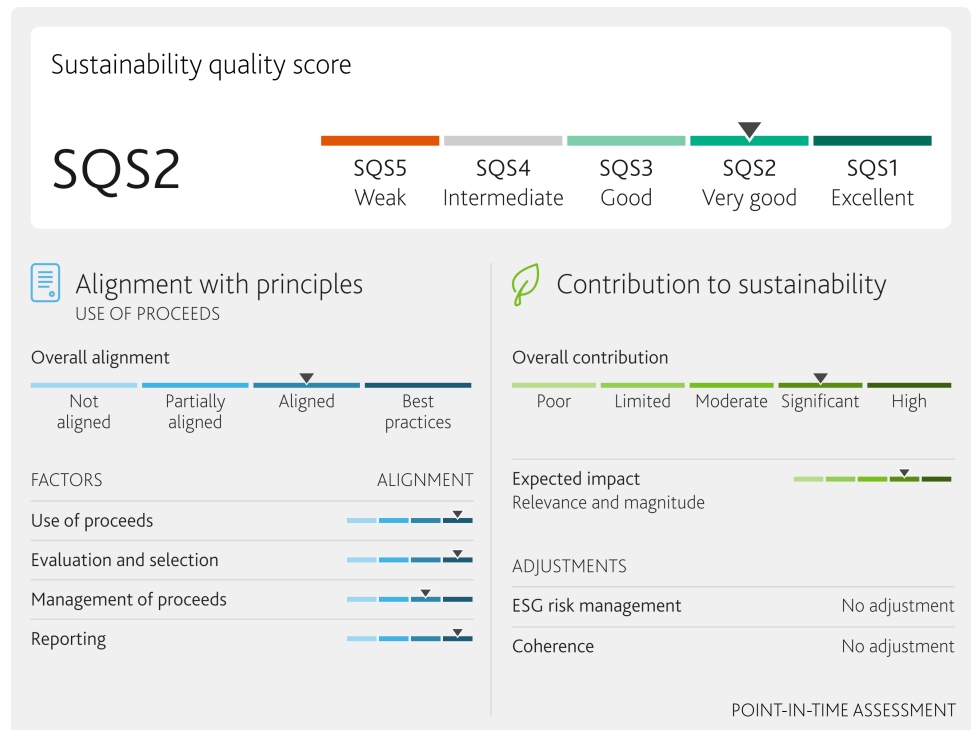 Sustainability quality score
SQS2
SQS5 SQS4 SQS3 SQS2 SQS1
Weak Intermediate Good Very good Excellent
Alignment with principles
USE OF PROCEEDS
Overall alignment
Not aligned
Partially aligned
Aligned
Best practices
FACTORS ALIGNMENT
Use of proceeds
Evaluation and selection
Management of proceeds
Reporting
Contribution to sustainability
Overall contribution
Poor Limited Moderate Significant High
Expected impact
Relevance and magnitude
ADJUSTMENTS
ESG risk management No adjustment
Coherence No adjustment
POINT-IN-TIME ASSESSMENT